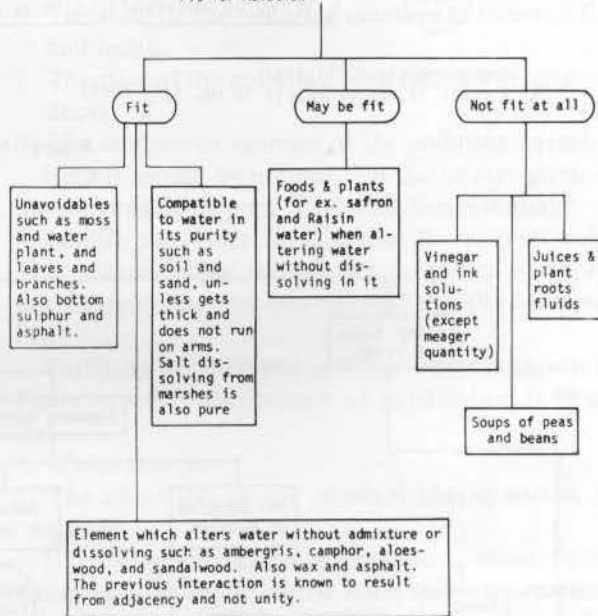 Fit
May be fit
Not fit at all
Unavoidables
such as moss
and water
plant, and
leaves and
branches.
Also bottom
sulphur and
asphalt.
Compatible
to water in
its purity
such as
soil and
sand, un-
less gets
thick and
does not run
on arms.
Salt dis-
solving from
marshes is
also pure
Foods & plants
(for ex. safron
and Raisin
water) when al-
tering water
without dis-
solving in it
Vinegar
and ink
solu-
tions
(except
meager
quantity)
Juices &
plant
roots
fluids
Soups of peas
and beans
Element which alters water without admixture or
dissolving such as ambergris, camphor, aloes-
wood, and sandalwood. Also wax and asphalt.
The previous interaction is known to result
from adjacency and not unity.